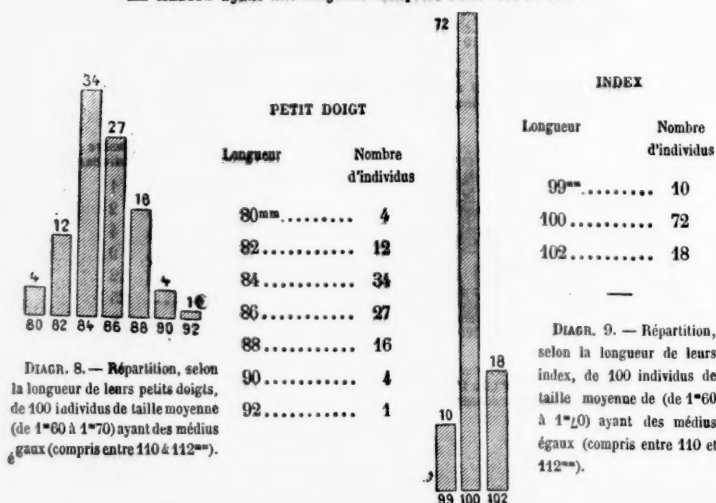 34
27
12
16
4
4
1
80 82 84 86 88 90 92
DIAGR. 8. — Répartition, selon
la longueur de leurs petits doigts,
de 100 individus de taille moyenne
(de 1m60 à 1m70) ayant des médius
égaux (compris entre 110 à 112mm).
PETIT DOIGT
Longueur Nombre
d'individus
80mm.......... 4
82............ 12
84............ 34
86............ 27
88............ 16
90............ 4
92............ 1
72
10
18
99 100 102
INDEX
Longueur Nombre
d'individus
99mm.......... 10
100........... 72
102........... 18
—
DIAGR. 9. — Répartition,
selon la longueur de leurs
index, de 100 individus de
taille moyenne de (de 1m60
à 1m70) ayant des médius
égaux (compris entre 110 et
112mm).